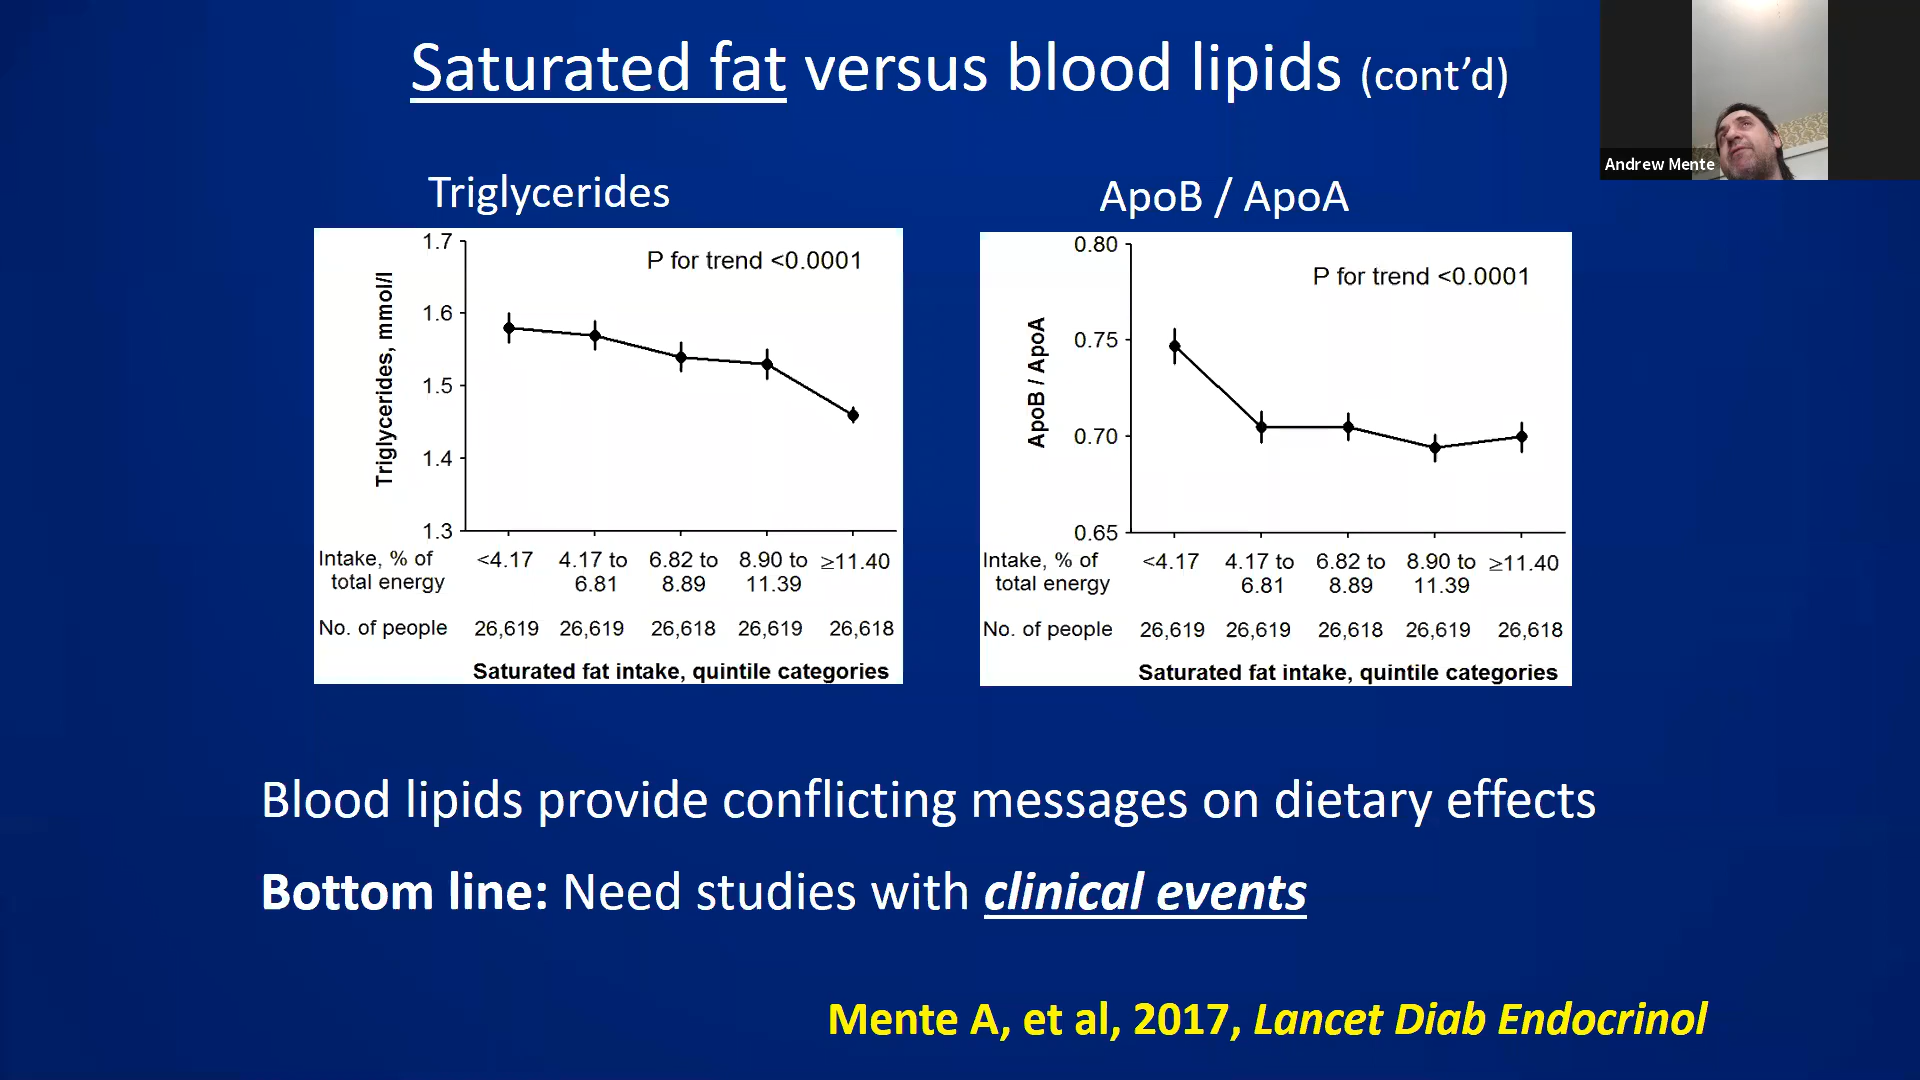 Saturated fat versus blood lipids (cont’d)
Andrew Mente
Triglycerides
1.7
1.6
1.5
1.4
1.3
Triglycerides, mmol/l
P for trend <0.0001
Intake, % of total energy
<4.17
4.17 to 6.81
6.82 to 8.89
8.90 to 11.39
≥11.40
No. of people
26,619 26,619 26,618 26,619 26,618
Saturated fat intake, quintile categories
ApoB / ApoA
0.80
0.75
0.70
0.65
ApoB / ApoA
P for trend <0.0001
Intake, % of total energy
<4.17
4.17 to 6.81
6.82 to 8.89
8.90 to 11.39
≥11.40
No. of people
26,619 26,619 26,618 26,619 26,618
Saturated fat intake, quintile categories
Blood lipids provide conflicting messages on dietary effects
Bottom line: Need studies with clinical events
Mente A, et al, 2017, Lancet Diab Endocrinol